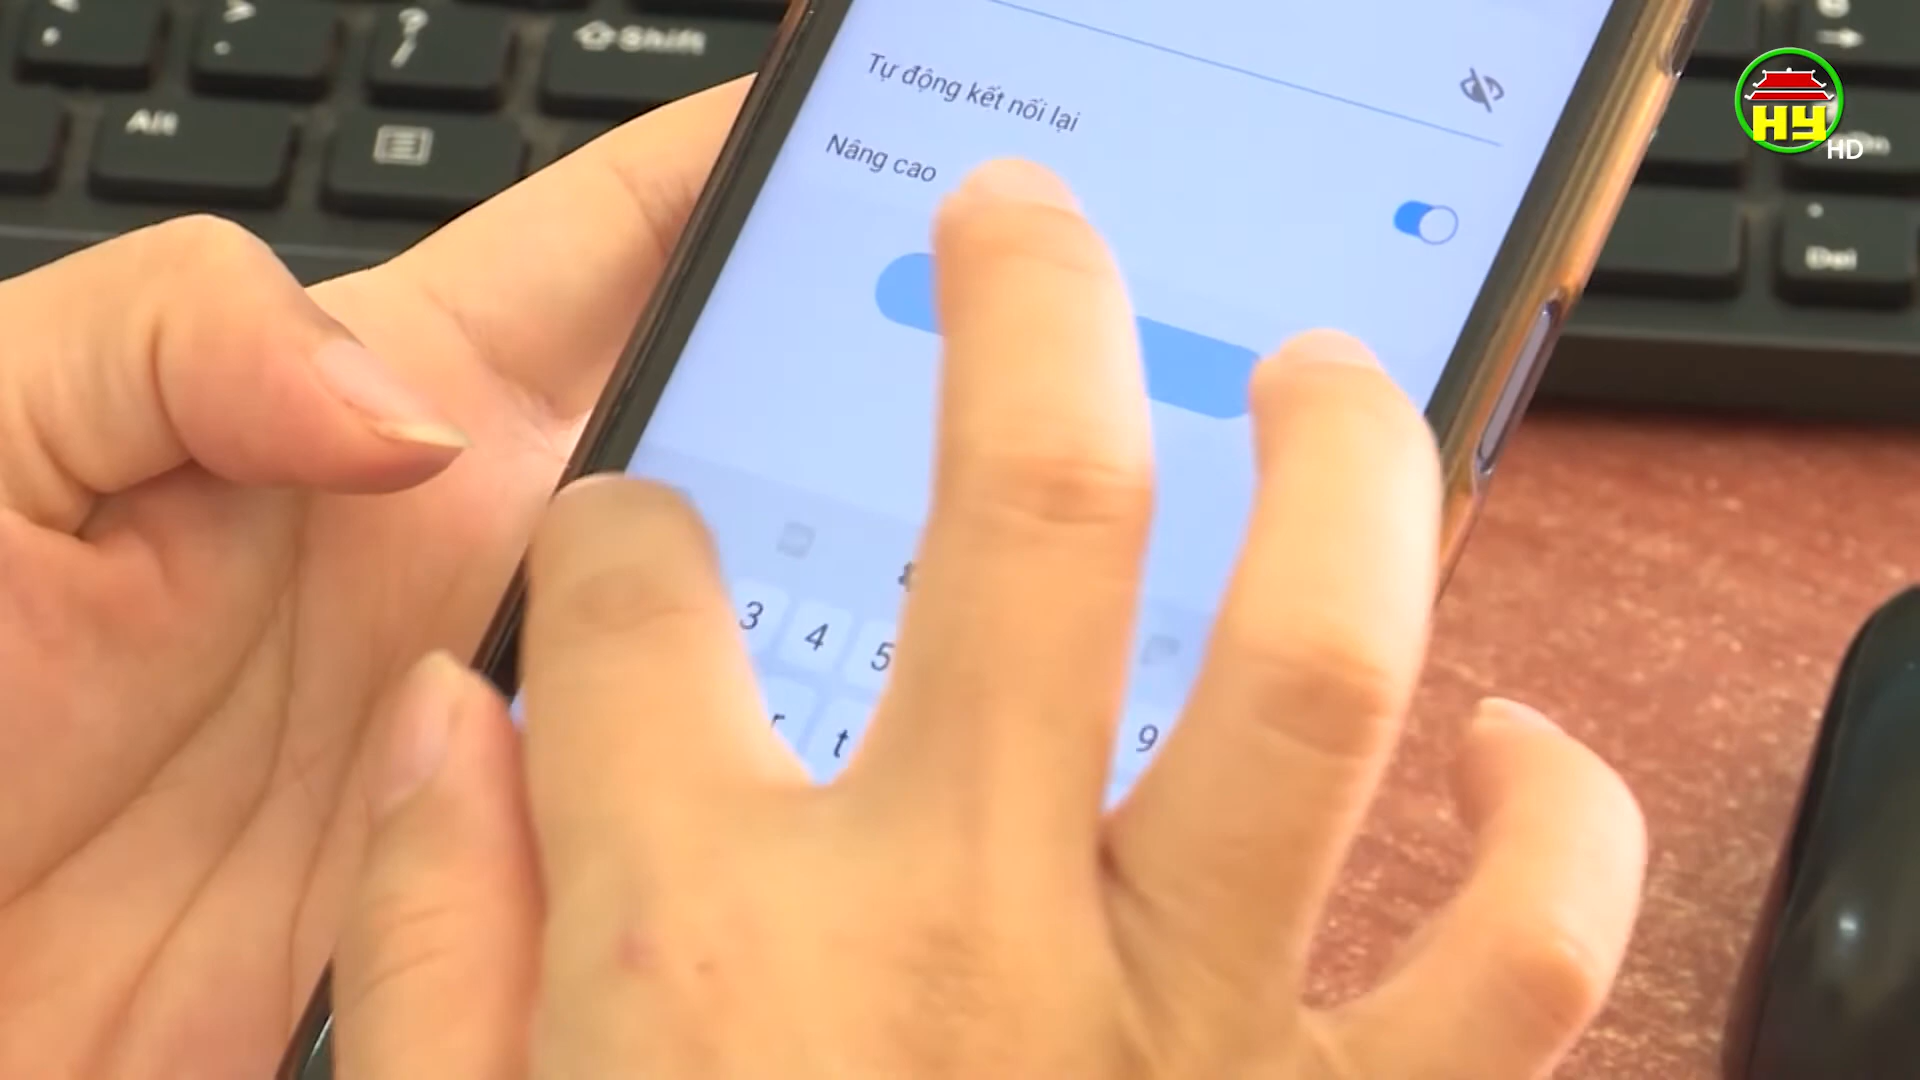 < ,
> .
? /
Shift
Alt
Tự động kết nối lại
Nâng cao
HY
HD
Del
3 4 5
r t
9